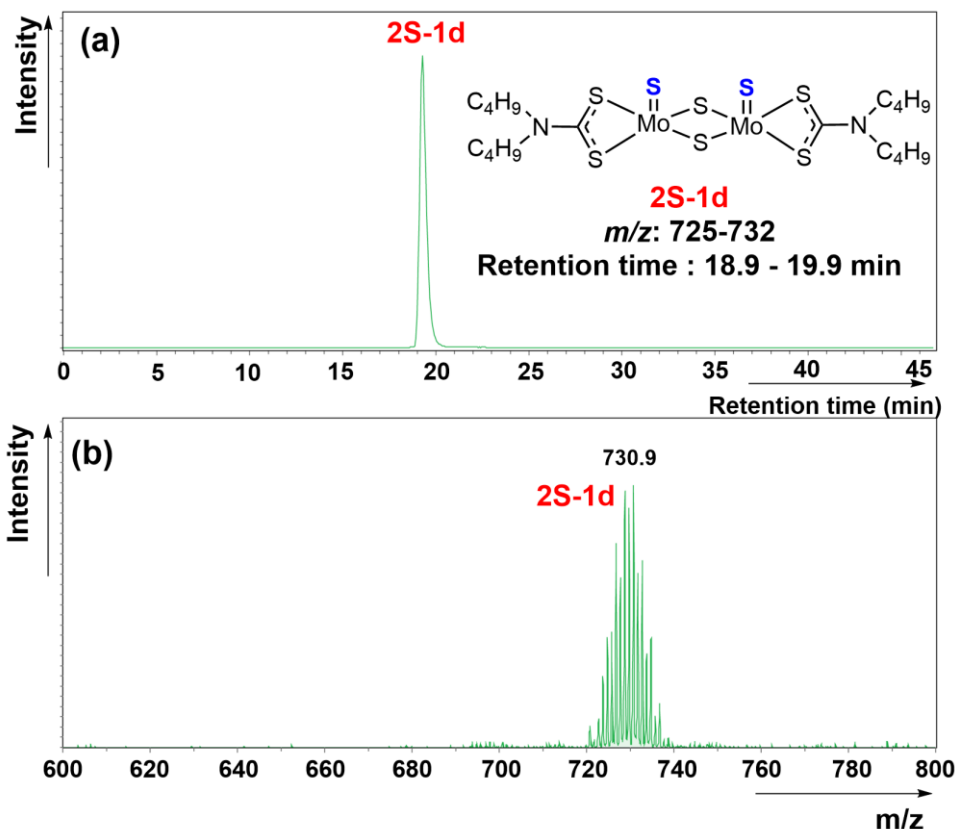 (a)
Intensity
2S-1d
C4H9
C4H9
N
S
S
S
Mo
S
S
S
Mo
S
S
N
C4H9
C4H9
2S-1d
m/z: 725-732
Retention time : 18.9 - 19.9 min
0 5 10 15 20 25 30 35 40 45
Retention time (min)
(b)
Intensity
730.9
2S-1d
600 620 640 660 680 700 720 740 760 780 800
m/z